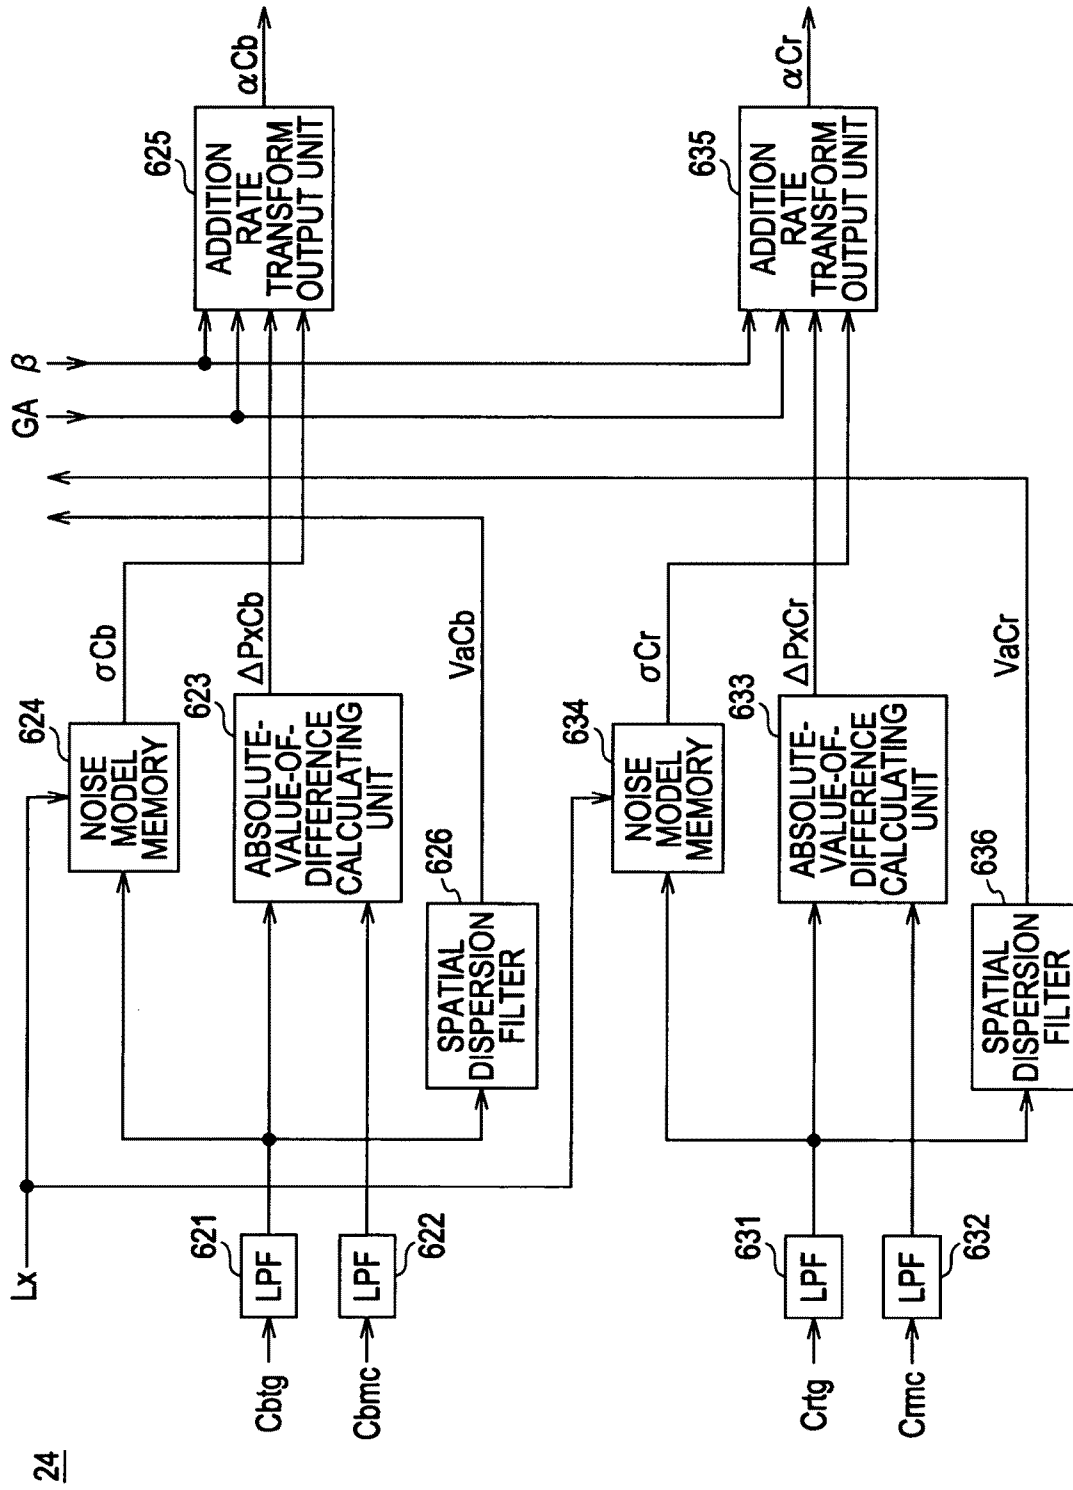 24
Lx
Cbtg
Cbmc
LPF
621
LPF
622
NOISE
MODEL
MEMORY
624
σCb
ABSOLUTE-
VALUE-OF-
DIFFERENCE
CALCULATING
UNIT
623
ΔPxCb
SPATIAL
DISPERSION
FILTER
626
VaCb
GA
β
ADDITION
RATE
TRANSFORM
OUTPUT UNIT
625
αCb
Crtg
Crmc
LPF
631
LPF
632
NOISE
MODEL
MEMORY
634
σCr
ABSOLUTE-
VALUE-OF-
DIFFERENCE
CALCULATING
UNIT
633
ΔPxCr
SPATIAL
DISPERSION
FILTER
636
VaCr
ADDITION
RATE
TRANSFORM
OUTPUT UNIT
635
αCr